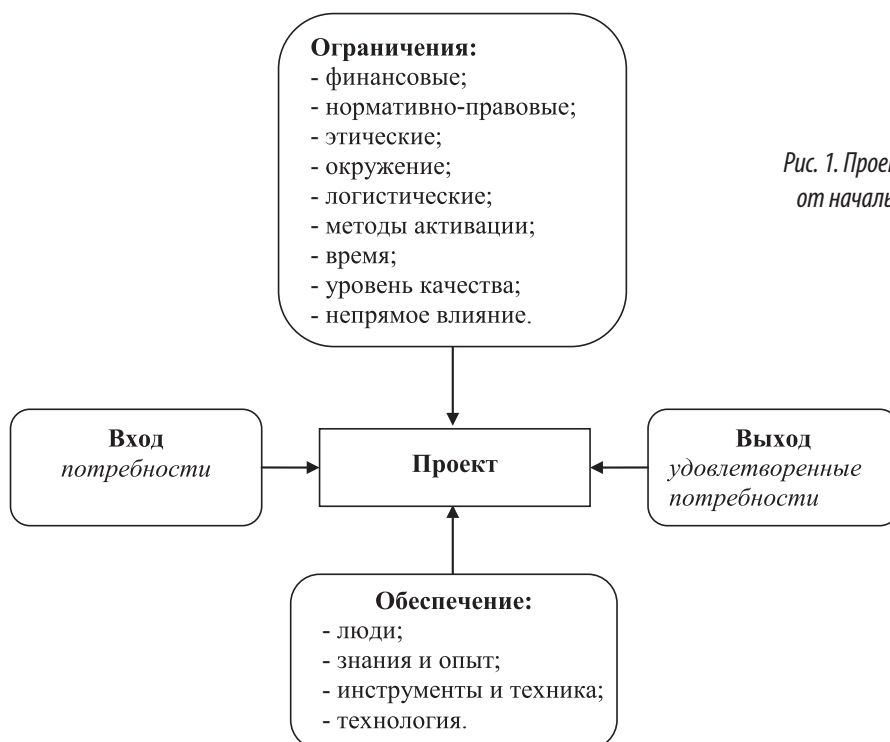 Ограничения:
- финансовые;
- нормативно-правовые;
- этические;
- окружение;
- логистические;
- методы активации;
- время;
- уровень качества;
- непрямое влияние.
Рис. 1. Прое
от началь
Вход
потребности
Проект
Выход
удовлетворенные
потребности
Обеспечение:
- люди;
- знания и опыт;
- инструменты и техника;
- технология.